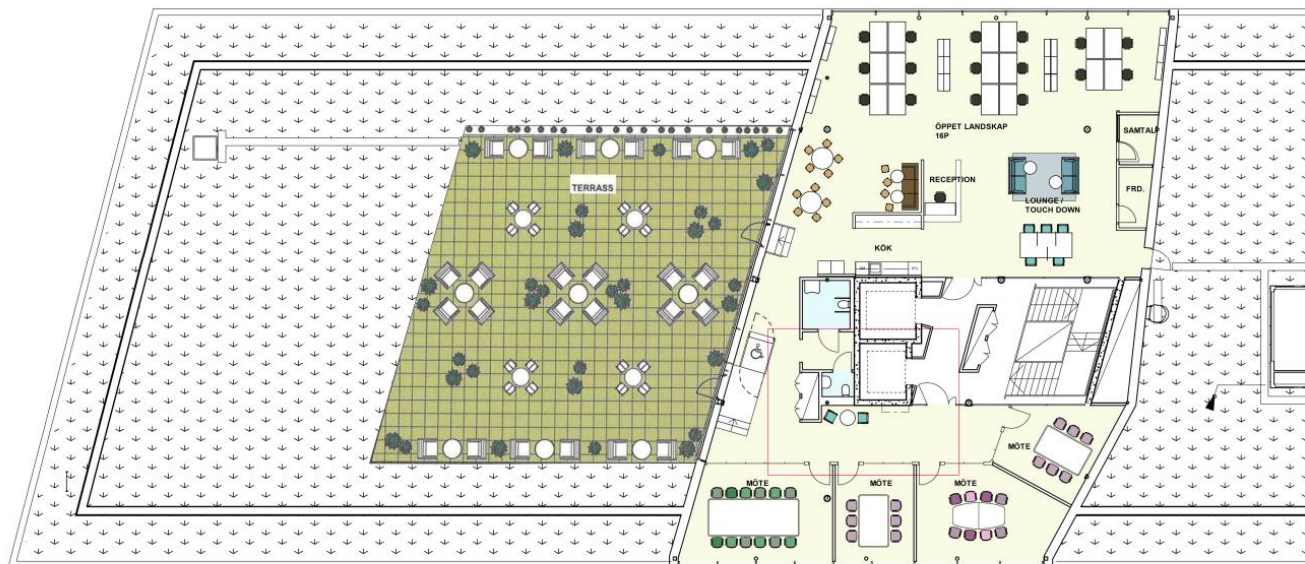 ÖPPET LANDSKAP
16P
SAMTAL
TERRASS
RECEPTION
FRD.
LOUNGE /
TOUCH DOWN
KÖK
MÖTE
MÖTE
MÖTE
MÖTE